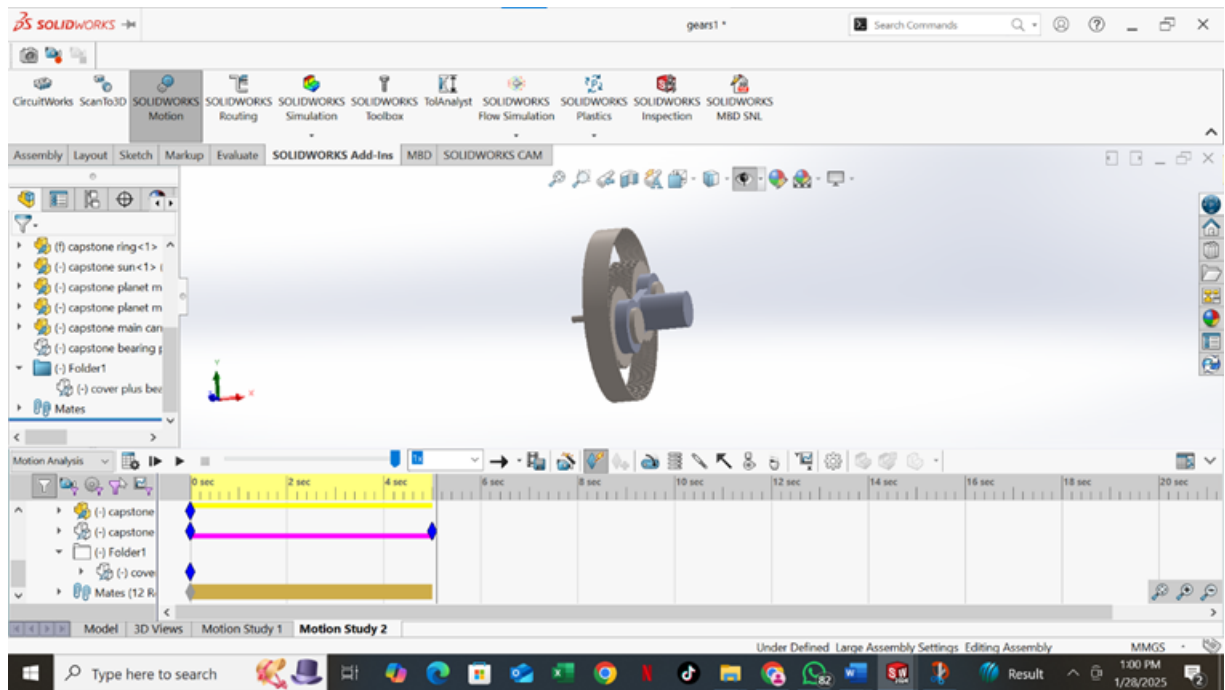 SOLIDWORKS
gears1 *
Search Commands
CircuitWorks
ScanTo3D
SOLIDWORKS Motion
SOLIDWORKS Routing
SOLIDWORKS Simulation
SOLIDWORKS Toolbox
TolAnalyst
SOLIDWORKS Flow Simulation
SOLIDWORKS Plastics
SOLIDWORKS Inspection
SOLIDWORKS MBD SNL
Assembly Layout Sketch Markup Evaluate SOLIDWORKS Add-Ins MBD SOLIDWORKS CAM
(f) capstone ring<1>
(-) capstone sun<1> (
(-) capstone planet m
(-) capstone planet m
(-) capstone main carr
(-) capstone bearing p
(-) Folder1
(-) cover plus bea
Mates
Y
X
Motion Analysis
1x
0 sec 2 sec 4 sec 6 sec 8 sec 10 sec 12 sec 14 sec 16 sec 18 sec 20 sec
(-) capstone
(-) capstone
(-) Folder1
(-) cove
Mates (12 R
Model 3D Views Motion Study 1 Motion Study 2
Under Defined Large Assembly Settings Editing Assembly MMGS
Type here to search
82
Result
1:00 PM
1/28/2025
2